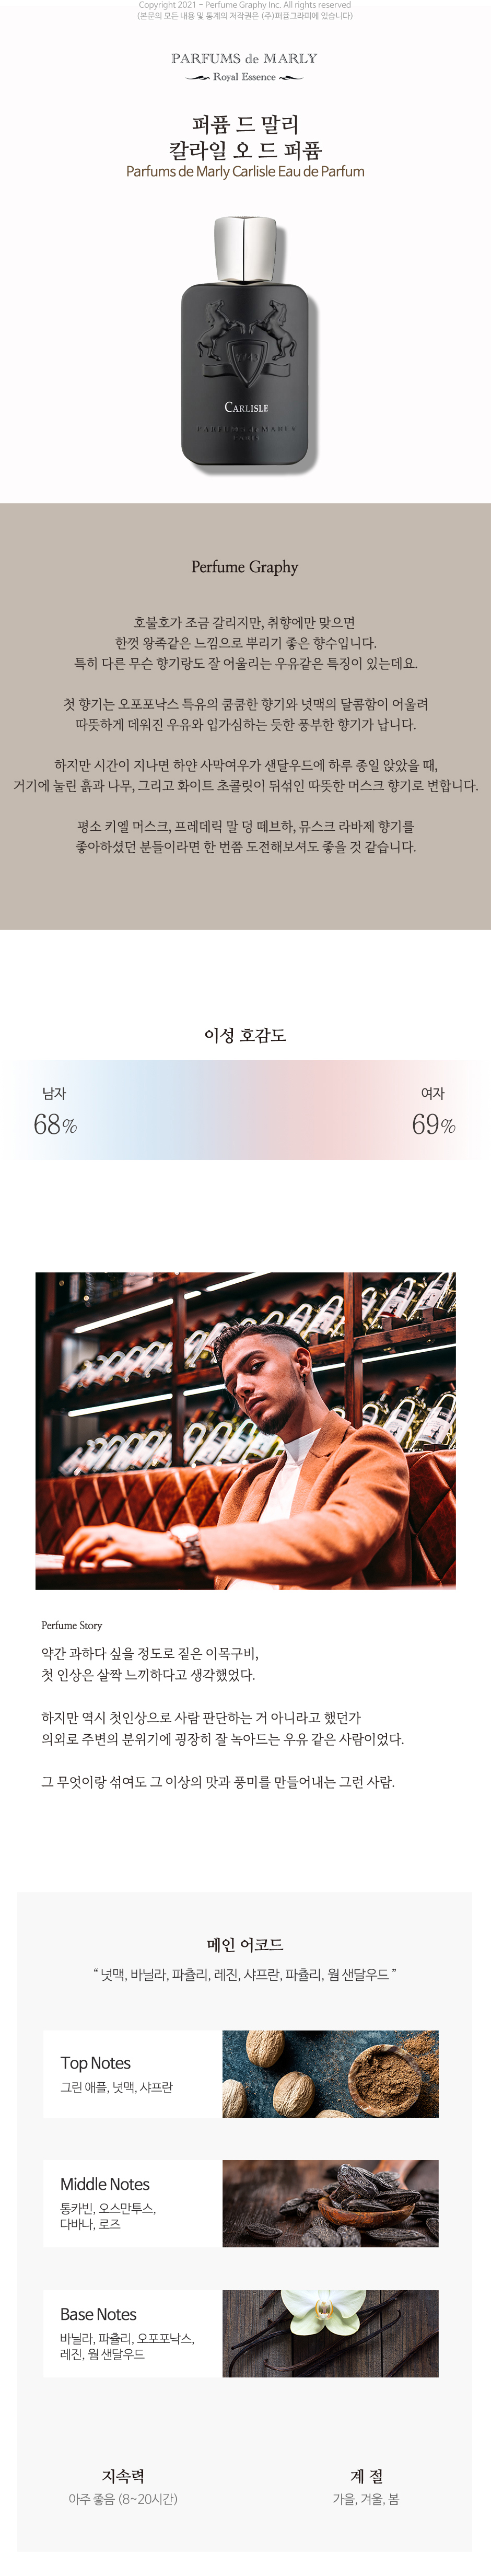 Copyright 2021 - Perfume Graphy Inc. All rights reserved
(본문의 모든 내용 및 통계의 저작권은 (주)퍼퓸그라피에 있습니다)
PARFUMS de MARLY
Royal Essence
퍼퓸 드 말리
칼라일 오 드 퍼퓸
Parfums de Marly Carlisle Eau de Parfum
CARLISLE
PARFUMS de MARLY
PARIS
Perfume Graphy
호불호가 조금 갈리지만, 취향에만 맞으면
한껏 왕족같은 느낌으로 뿌리기 좋은 향수입니다.
특히 다른 무슨 향기랑도 잘 어울리는 우유같은 특징이 있는데요.
첫 향기는 오포포낙스 특유의 쿰쿰한 향기와 넛맥의 달콤함이 어울려
따뜻하게 데워진 우유와 입가심하는 듯한 풍부한 향기가 납니다.
하지만 시간이 지나면 하얀 사막여우가 샌달우드에 하루 종일 앉았을 때,
거기에 눌린 흙과 나무, 그리고 화이트 초콜릿이 뒤섞인 따뜻한 머스크 향기로 변합니다.
평소 키엘 머스크, 프레데릭 말 덩 떼브하, 뮤스크 라바제 향기를
좋아하셨던 분들이라면 한 번쯤 도전해보셔도 좋을 것 같습니다.
이성 호감도
남자
68%
여자
69%
Perfume Story
약간 과하다 싶을 정도로 짙은 이목구비,
첫 인상은 살짝 느끼하다고 생각했었다.
하지만 역시 첫인상으로 사람 판단하는 거 아니라고 했던가
의외로 주변의 분위기에 굉장히 잘 녹아드는 우유 같은 사람이었다.
그 무엇이랑 섞여도 그 이상의 맛과 풍미를 만들어내는 그런 사람.
메인 어코드
“ 넛맥, 바닐라, 파츌리, 레진, 샤프란, 파츌리, 웜 샌달우드 ”
Top Notes
그린 애플, 넛맥, 샤프란
Middle Notes
통카빈, 오스만투스,
다바나, 로즈
Base Notes
바닐라, 파츌리, 오포포낙스,
레진, 웜 샌달우드
지속력
아주 좋음 (8~20시간)
계 절
가을, 겨울, 봄